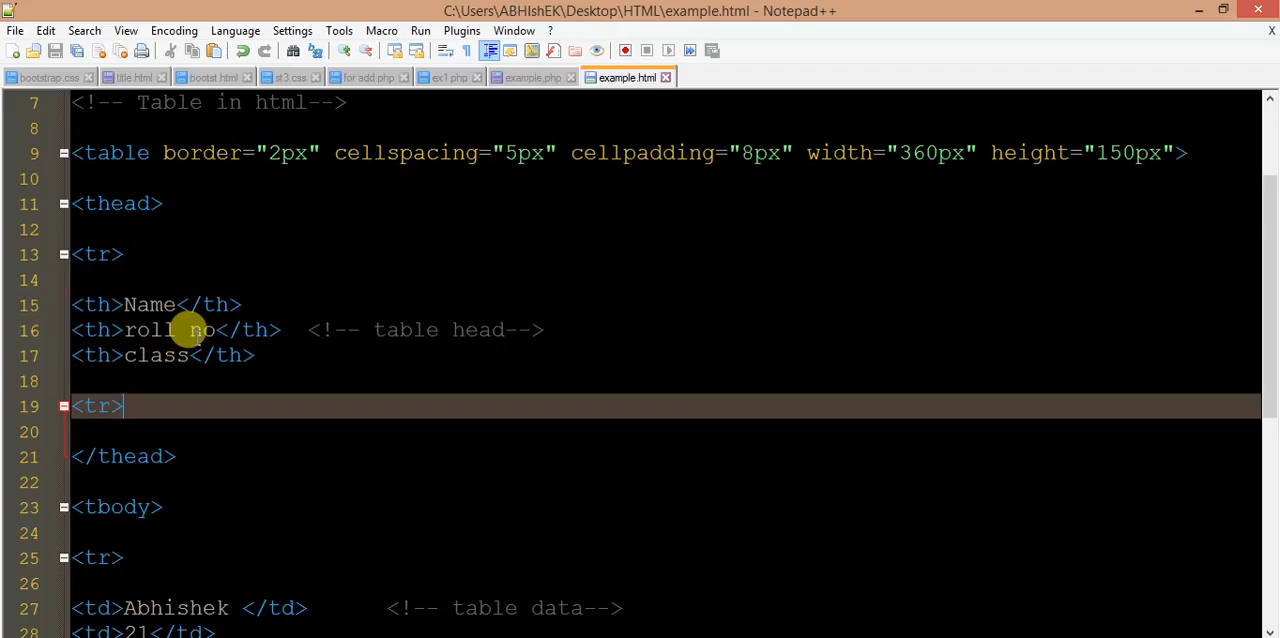 C:\Users\ABHIshEK\Desktop\HTML\example.html - Notepad++
File Edit Search View Encoding Language Settings Tools Macro Run Plugins Window ?
bootstrap.css title.html bootst.html st3.css for add.php ex1.php example.php example.html
7 <!-- Table in html-->
8
9 <table border="2px" cellspacing="5px" cellpadding="8px" width="360px" height="150px">
10
11 <thead>
12
13 <tr>
14
15 <th>Name</th>
16 <th>roll no</th> <!-- table head-->
17 <th>class</th>
18
19 <tr>
20
21 </thead>
22
23 <tbody>
24
25 <tr>
26
27 <td>Abhishek </td> <!-- table data-->
28 <td>21</td>